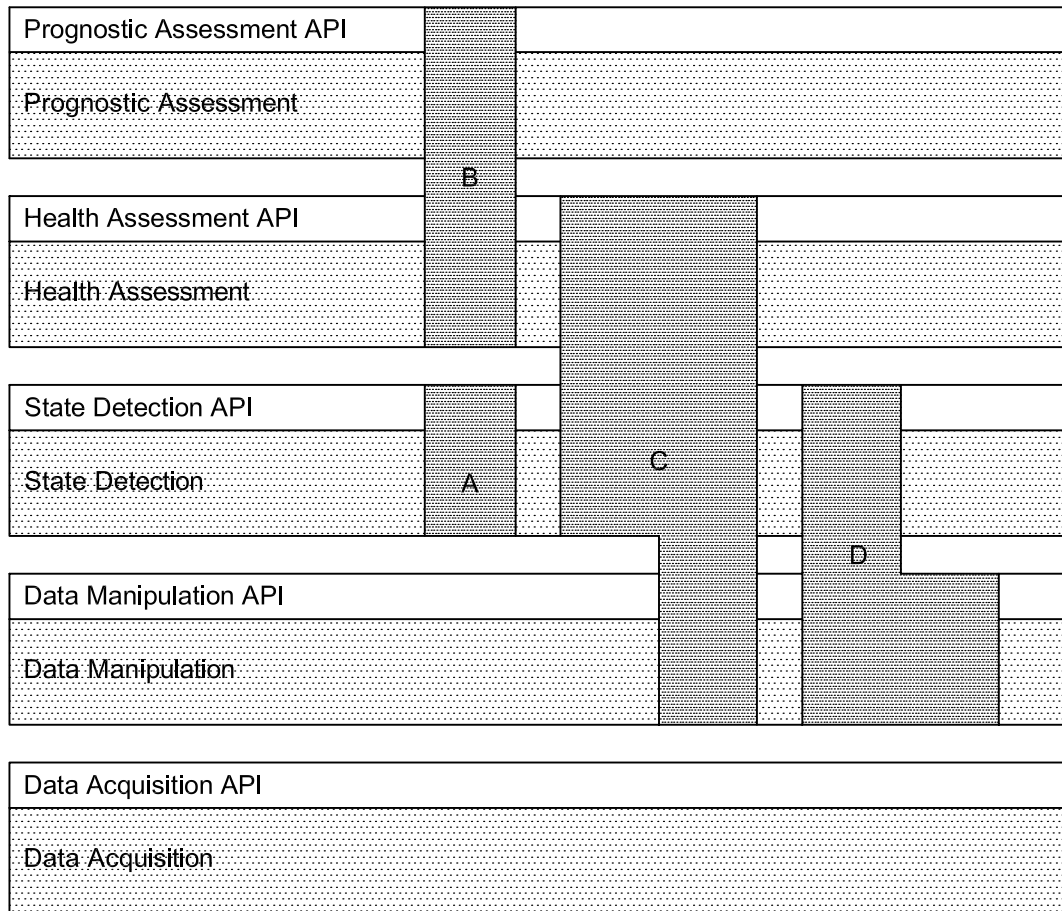 Prognostic Assessment API
Prognostic Assessment
B
Health Assessment API
Health Assessment
State Detection API
State Detection
A
C
D
Data Manipulation API
Data Manipulation
Data Acquisition API
Data Acquisition